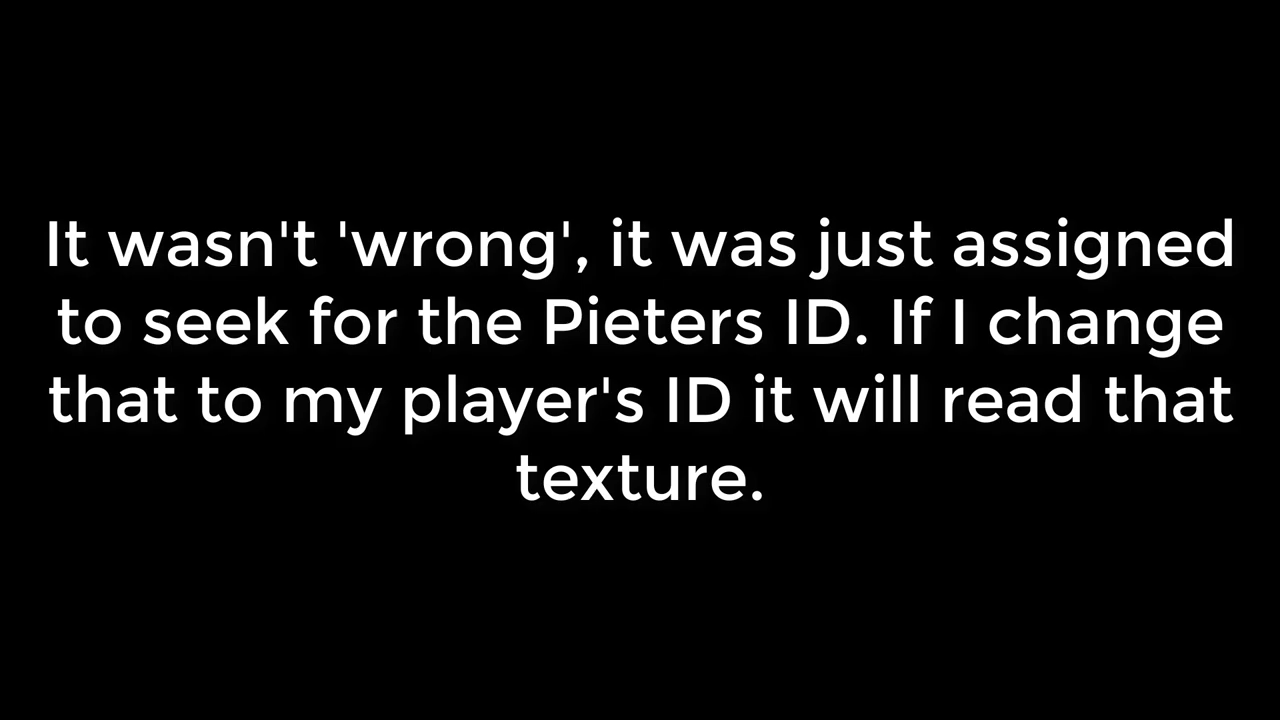 It wasn't 'wrong', it was just assigned
to seek for the Pieters ID. If I change
that to my player's ID it will read that
texture.